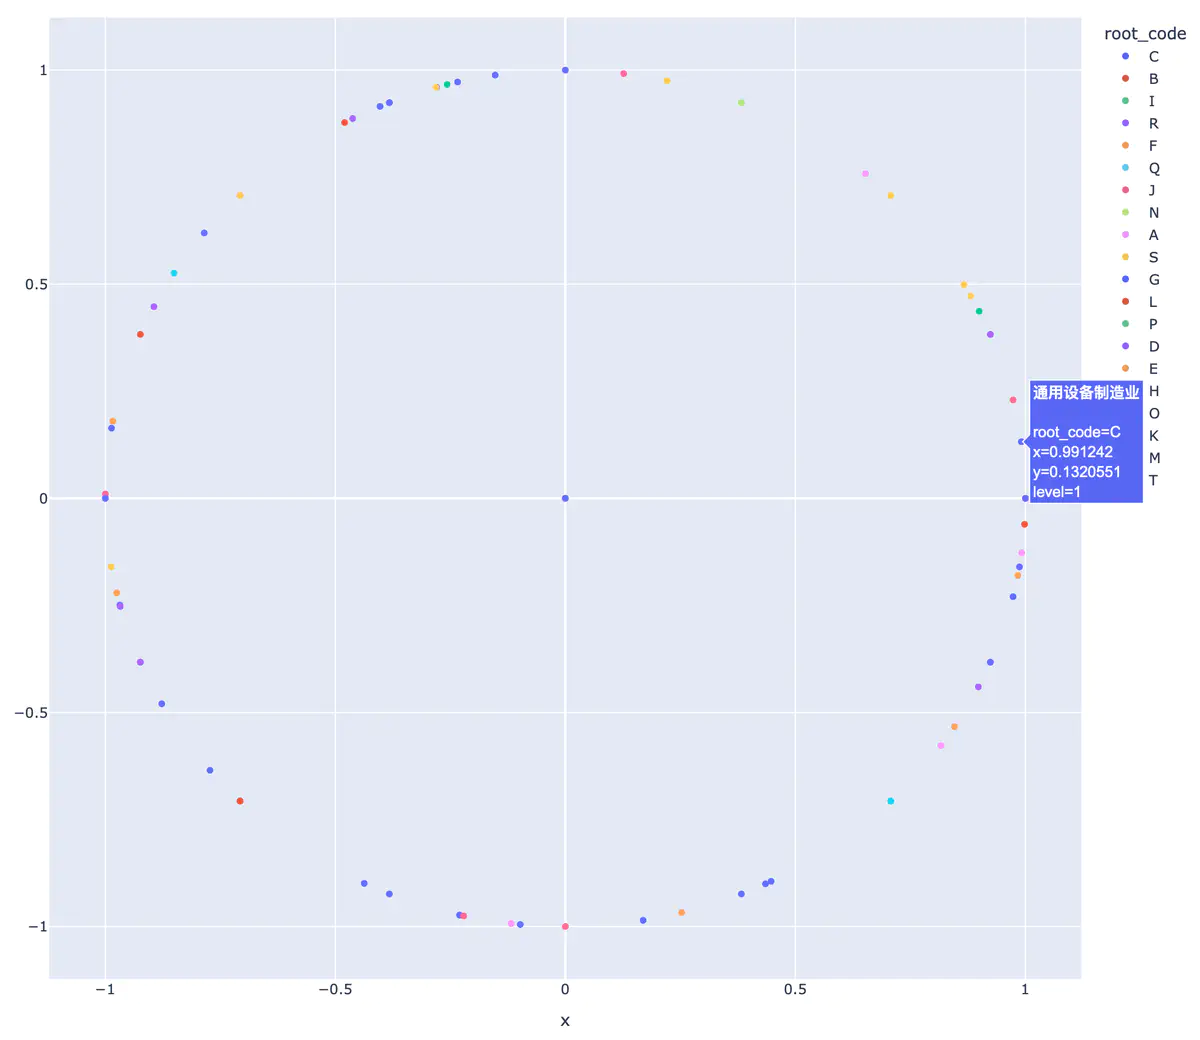 root_code
C
B
I
R
F
Q
J
N
A
S
G
L
P
D
E
H
O
K
M
T
通用设备制造业
root_code=C
x=0.991242
y=0.1320551
level=1
1
0.5
0
−0.5
−1
−1
−0.5
0
0.5
1
x